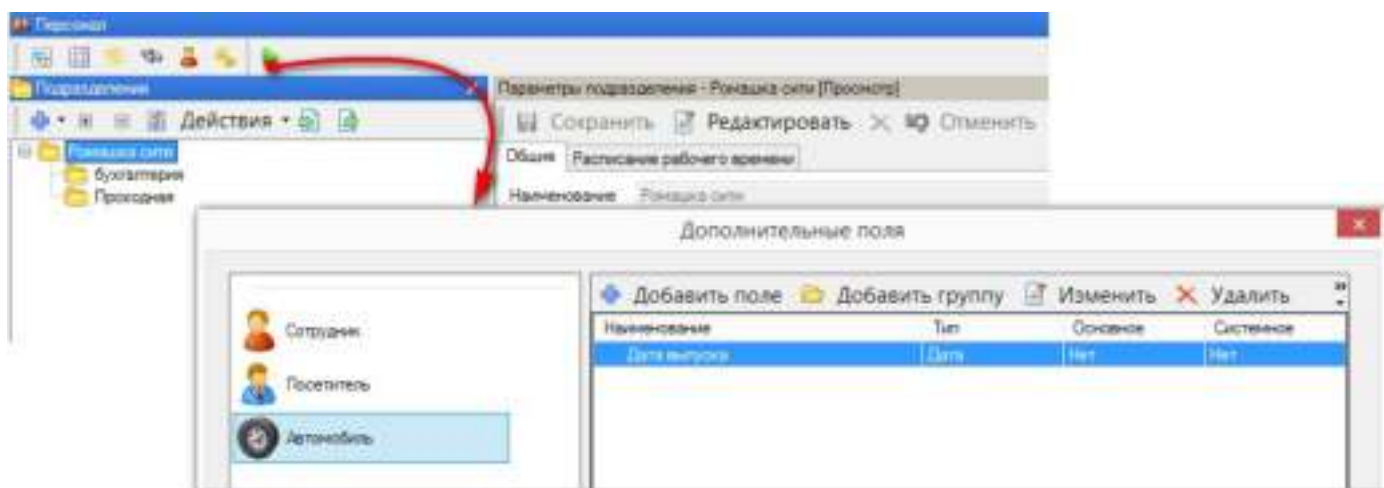 Персонал
Подразделения
Параметры подразделения - Ромашка сити [Просмотр]
Действия
Сохранить Редактировать Отменить
Ромашка сити
бухгалтерия
Проходная
Общие Расписание рабочего времени
Наименование Ромашка сити
Дополнительные поля
Сотрудник
Посетитель
Автомобиль
Добавить поле Добавить группу Изменить Удалить
Наименование Тип Основное Системное
Дата выпуска Дата Нет Нет